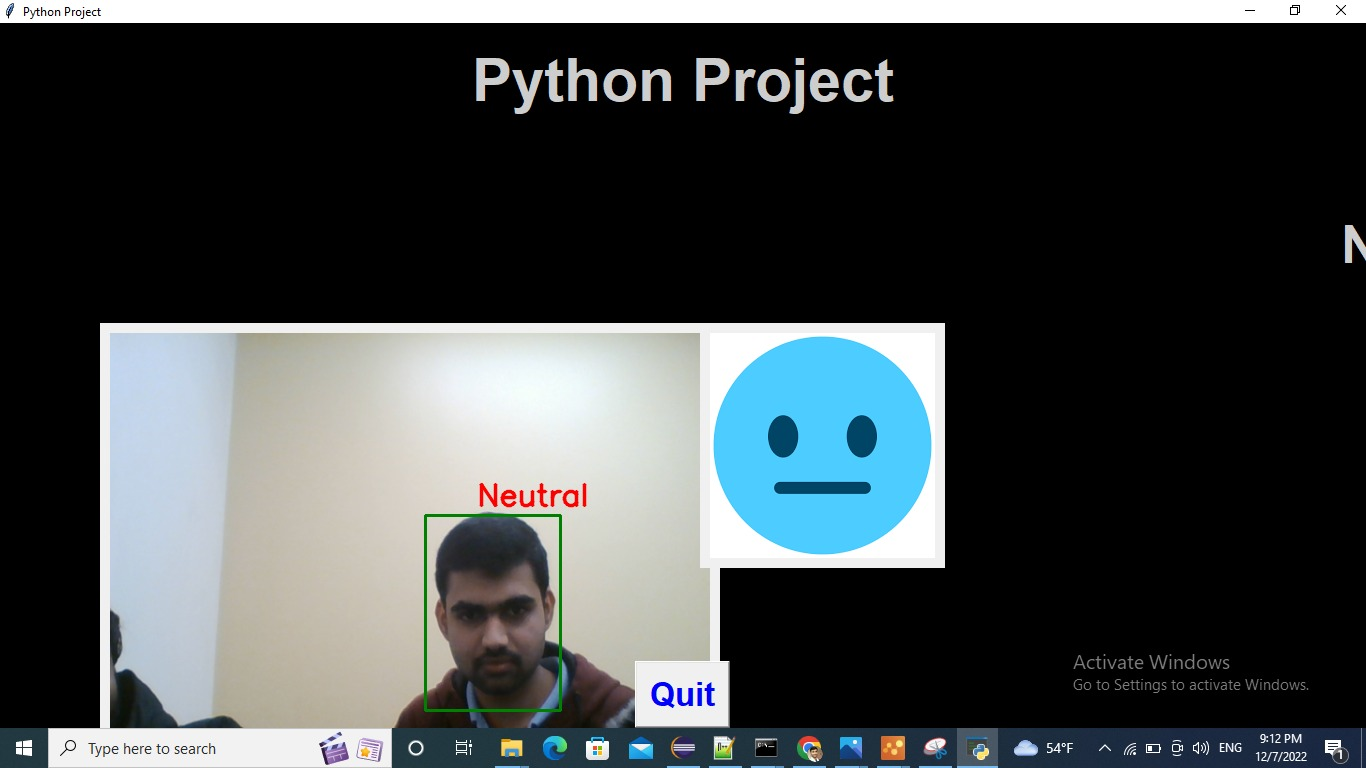 Python Project
Python Project
N
Neutral
Quit
Activate Windows
Go to Settings to activate Windows.
Type here to search
54°F
ENG
9:12 PM
12/7/2022
1